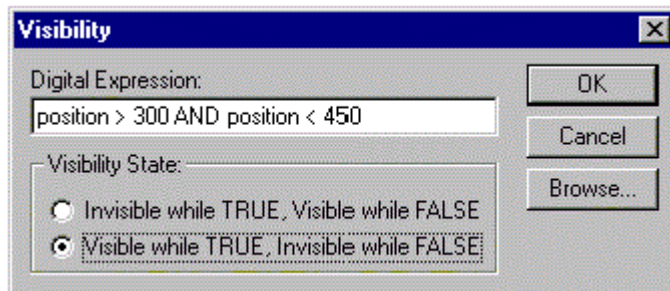 Visibility
Digital Expression:
position > 300 AND position < 450
OK
Cancel
Browse...
Visibility State:
Invisible while TRUE, Visible while FALSE
Visible while TRUE, Invisible while FALSE